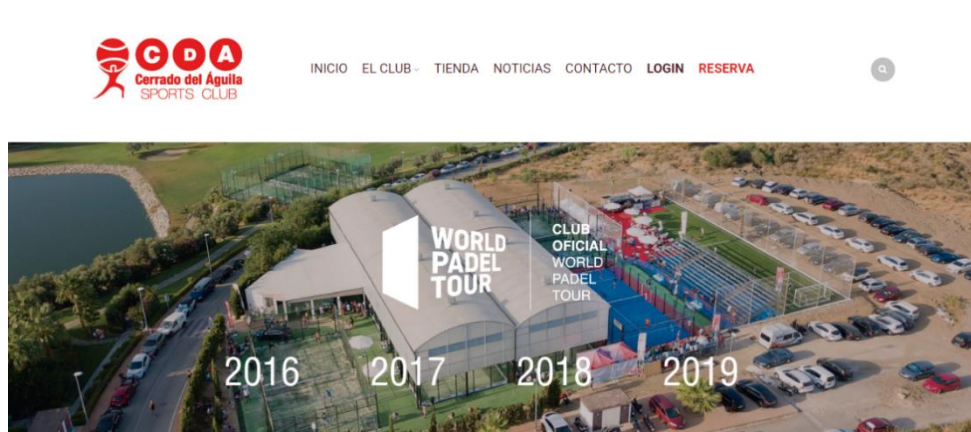 CDA
Cerrado del Águila
SPORTS CLUB
INICIO EL CLUB TIENDA NOTICIAS CONTACTO LOGIN RESERVA
WORLD
PADEL
TOUR
CLUB
OFICIAL
WORLD
PADEL
TOUR
2016 2017 2018 2019